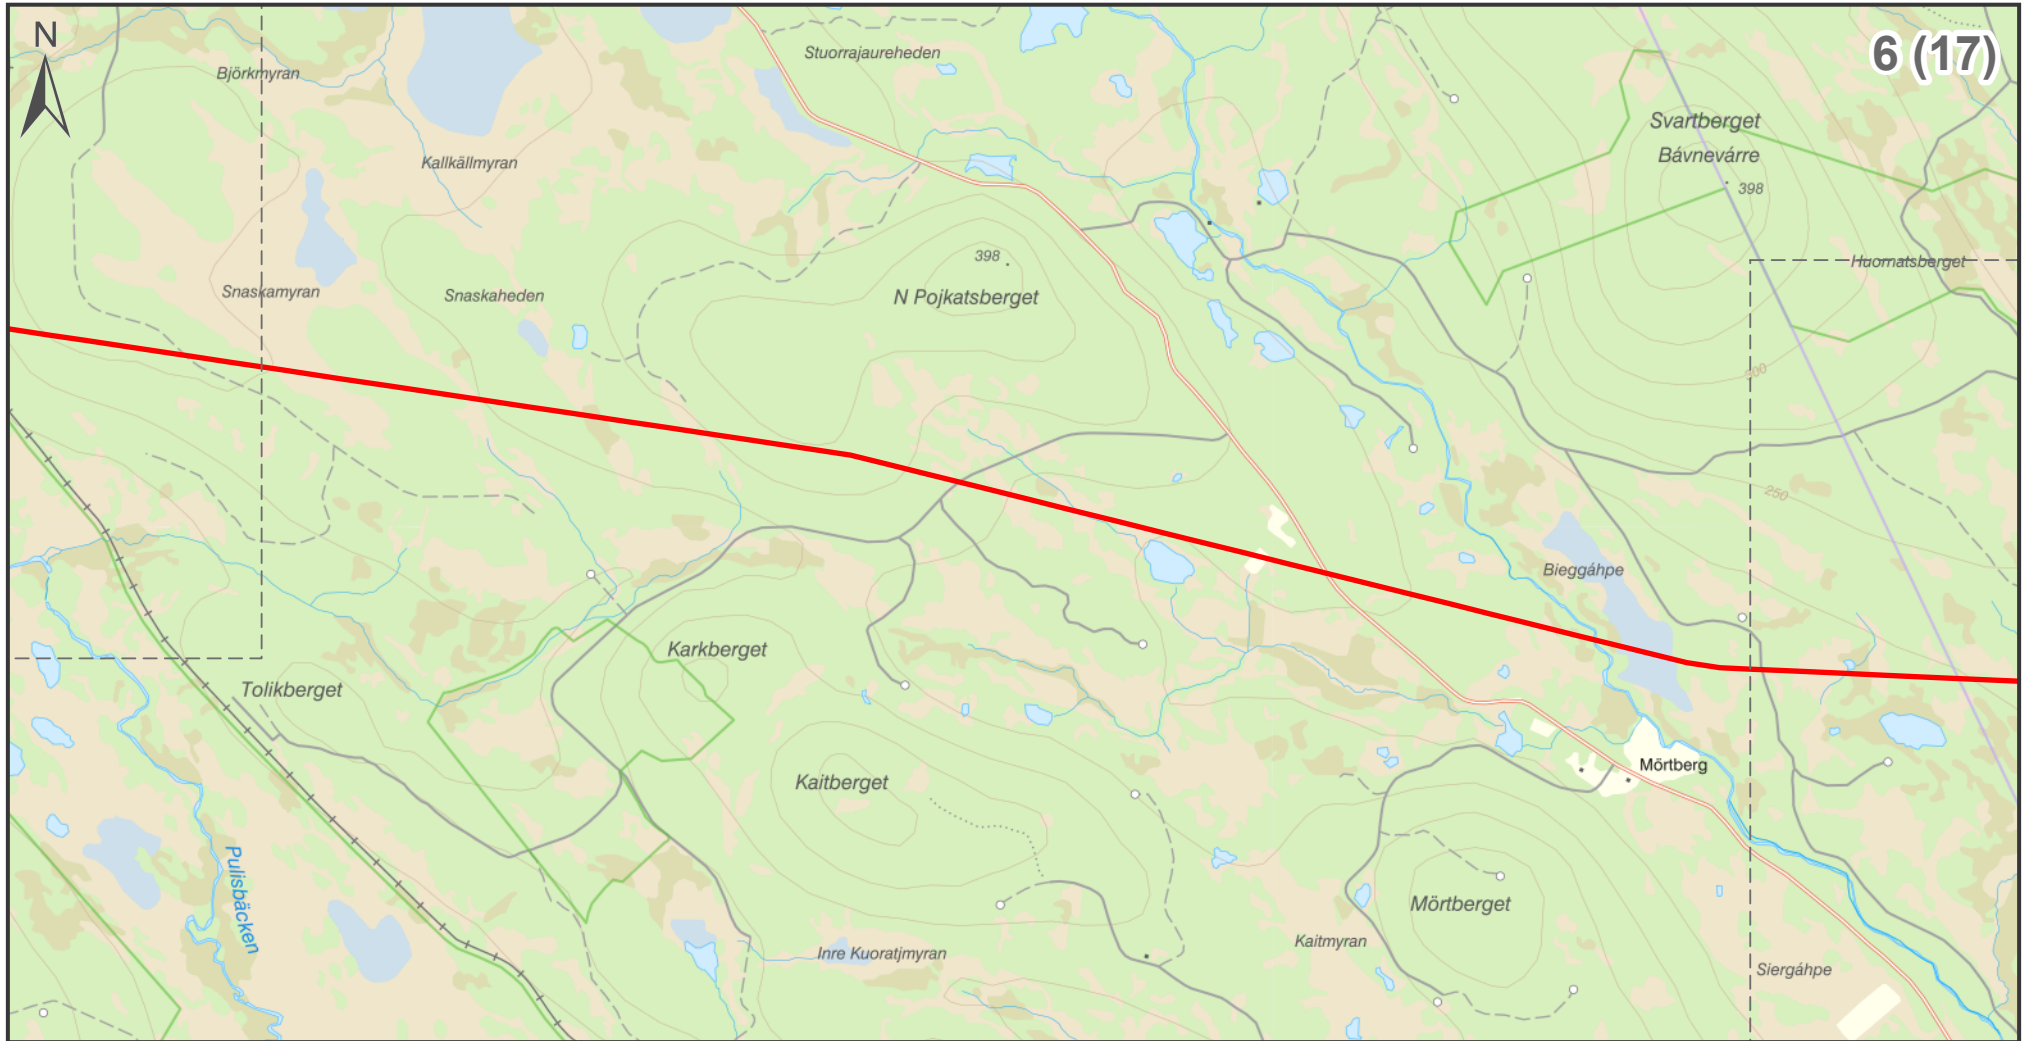 N
6 (17)
Björkmyran
Stuorrajaureheden
Kallkällmyran
Svartberget
Bávnevárre
398
Snaskamyran
Snaskaheden
398
N Pojkatsberget
Huornatsberget
300
250
Bieggáhpe
Karkberget
Tolikberget
Kaitberget
Mörtberg
Pulisbäcken
Mörtberget
Inre Kuoratjmyran
Kaitmyran
Siergáhpe